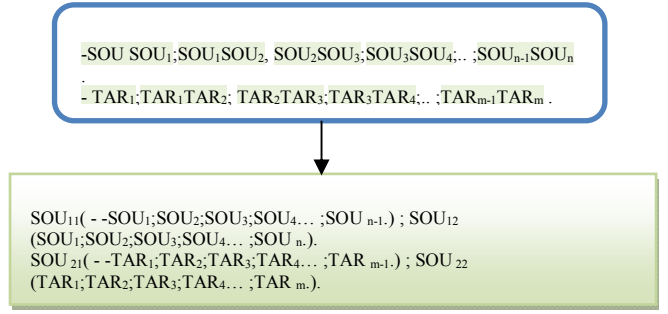 -SOU SOU₁;SOU₁SOU₂, SOU₂SOU₃;SOU₃SOU₄;.. ;SOUₙ₋₁SOUₙ
.
- TAR₁;TAR₁TAR₂; TAR₂TAR₃;TAR₃TAR₄;.. ;TARₘ₋₁TARₘ .
SOU₁₁( - -SOU₁;SOU₂;SOU₃;SOU₄… ;SOU ₙ₋₁.) ; SOU₁₂
(SOU₁;SOU₂;SOU₃;SOU₄… ;SOU ₙ.).
SOU ₂₁( - -TAR₁;TAR₂;TAR₃;TAR₄… ;TAR ₘ₋₁.) ; SOU ₂₂
(TAR₁;TAR₂;TAR₃;TAR₄… ;TAR ₘ.).